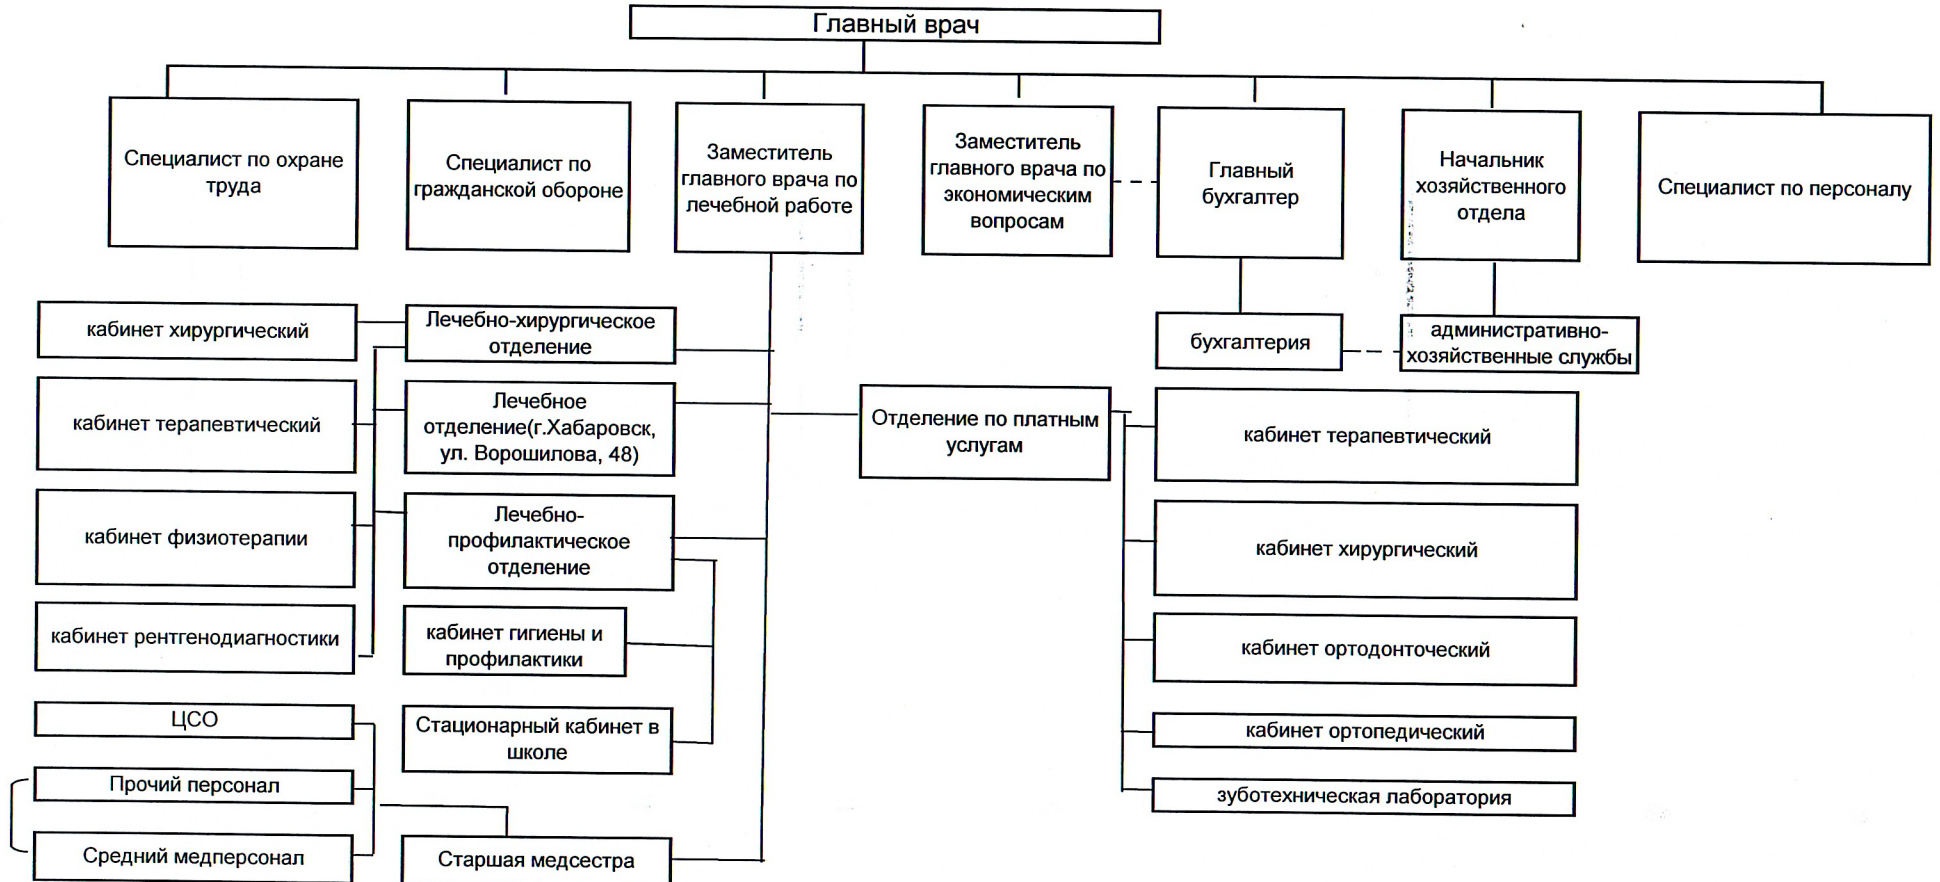 Главный врач
Специалист по охране
труда
Специалист по
гражданской обороне
Заместитель
главного врача по
лечебной работе
Заместитель
главного врача по
экономическим
вопросам
Главный
бухгалтер
Начальник
хозяйственного
отдела
Специалист по персоналу
кабинет хирургический
Лечебно-хирургическое
отделение
бухгалтерия
административно-
хозяйственные службы
кабинет терапевтический
Лечебное
отделение(г.Хабаровск,
ул. Ворошилова, 48)
Отделение по платным
услугам
кабинет терапевтический
кабинет физиотерапии
Лечебно-
профилактическое
отделение
кабинет хирургический
кабинет рентгенодиагностики
кабинет гигиены и
профилактики
кабинет ортодонточеский
ЦСО
Стационарный кабинет в
школе
кабинет ортопедический
Прочий персонал
зуботехническая лаборатория
Средний медперсонал
Старшая медсестра